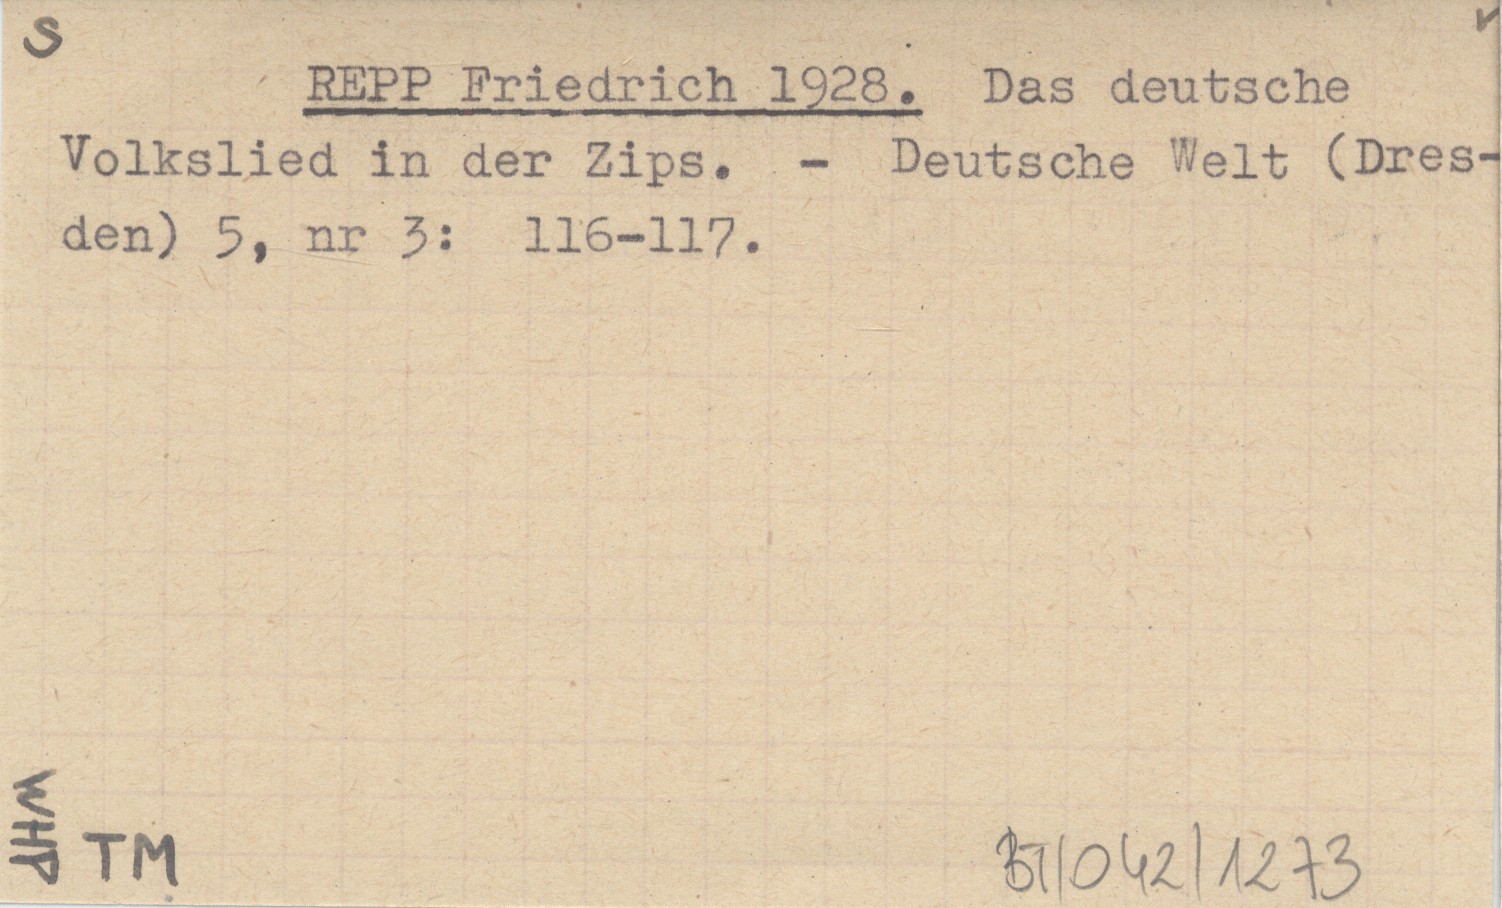 S ✓
REPP Friedrich 1928. Das deutsche
Volkslied in der Zips. - Deutsche Welt (Dres-
den) 5, nr 3: 116-117.
WHP
TM
BT/042/1273